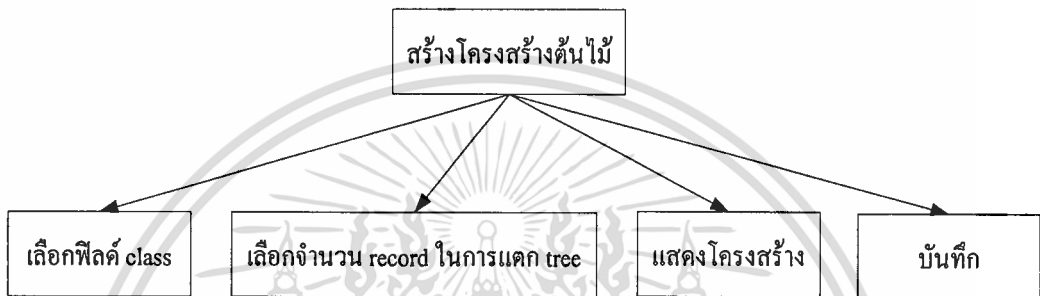 สร้างโครงสร้างต้นไม้
เลือกฟิลด์ class
เลือกจำนวน record ในการแตก tree
แสดงโครงสร้าง
บันทึก